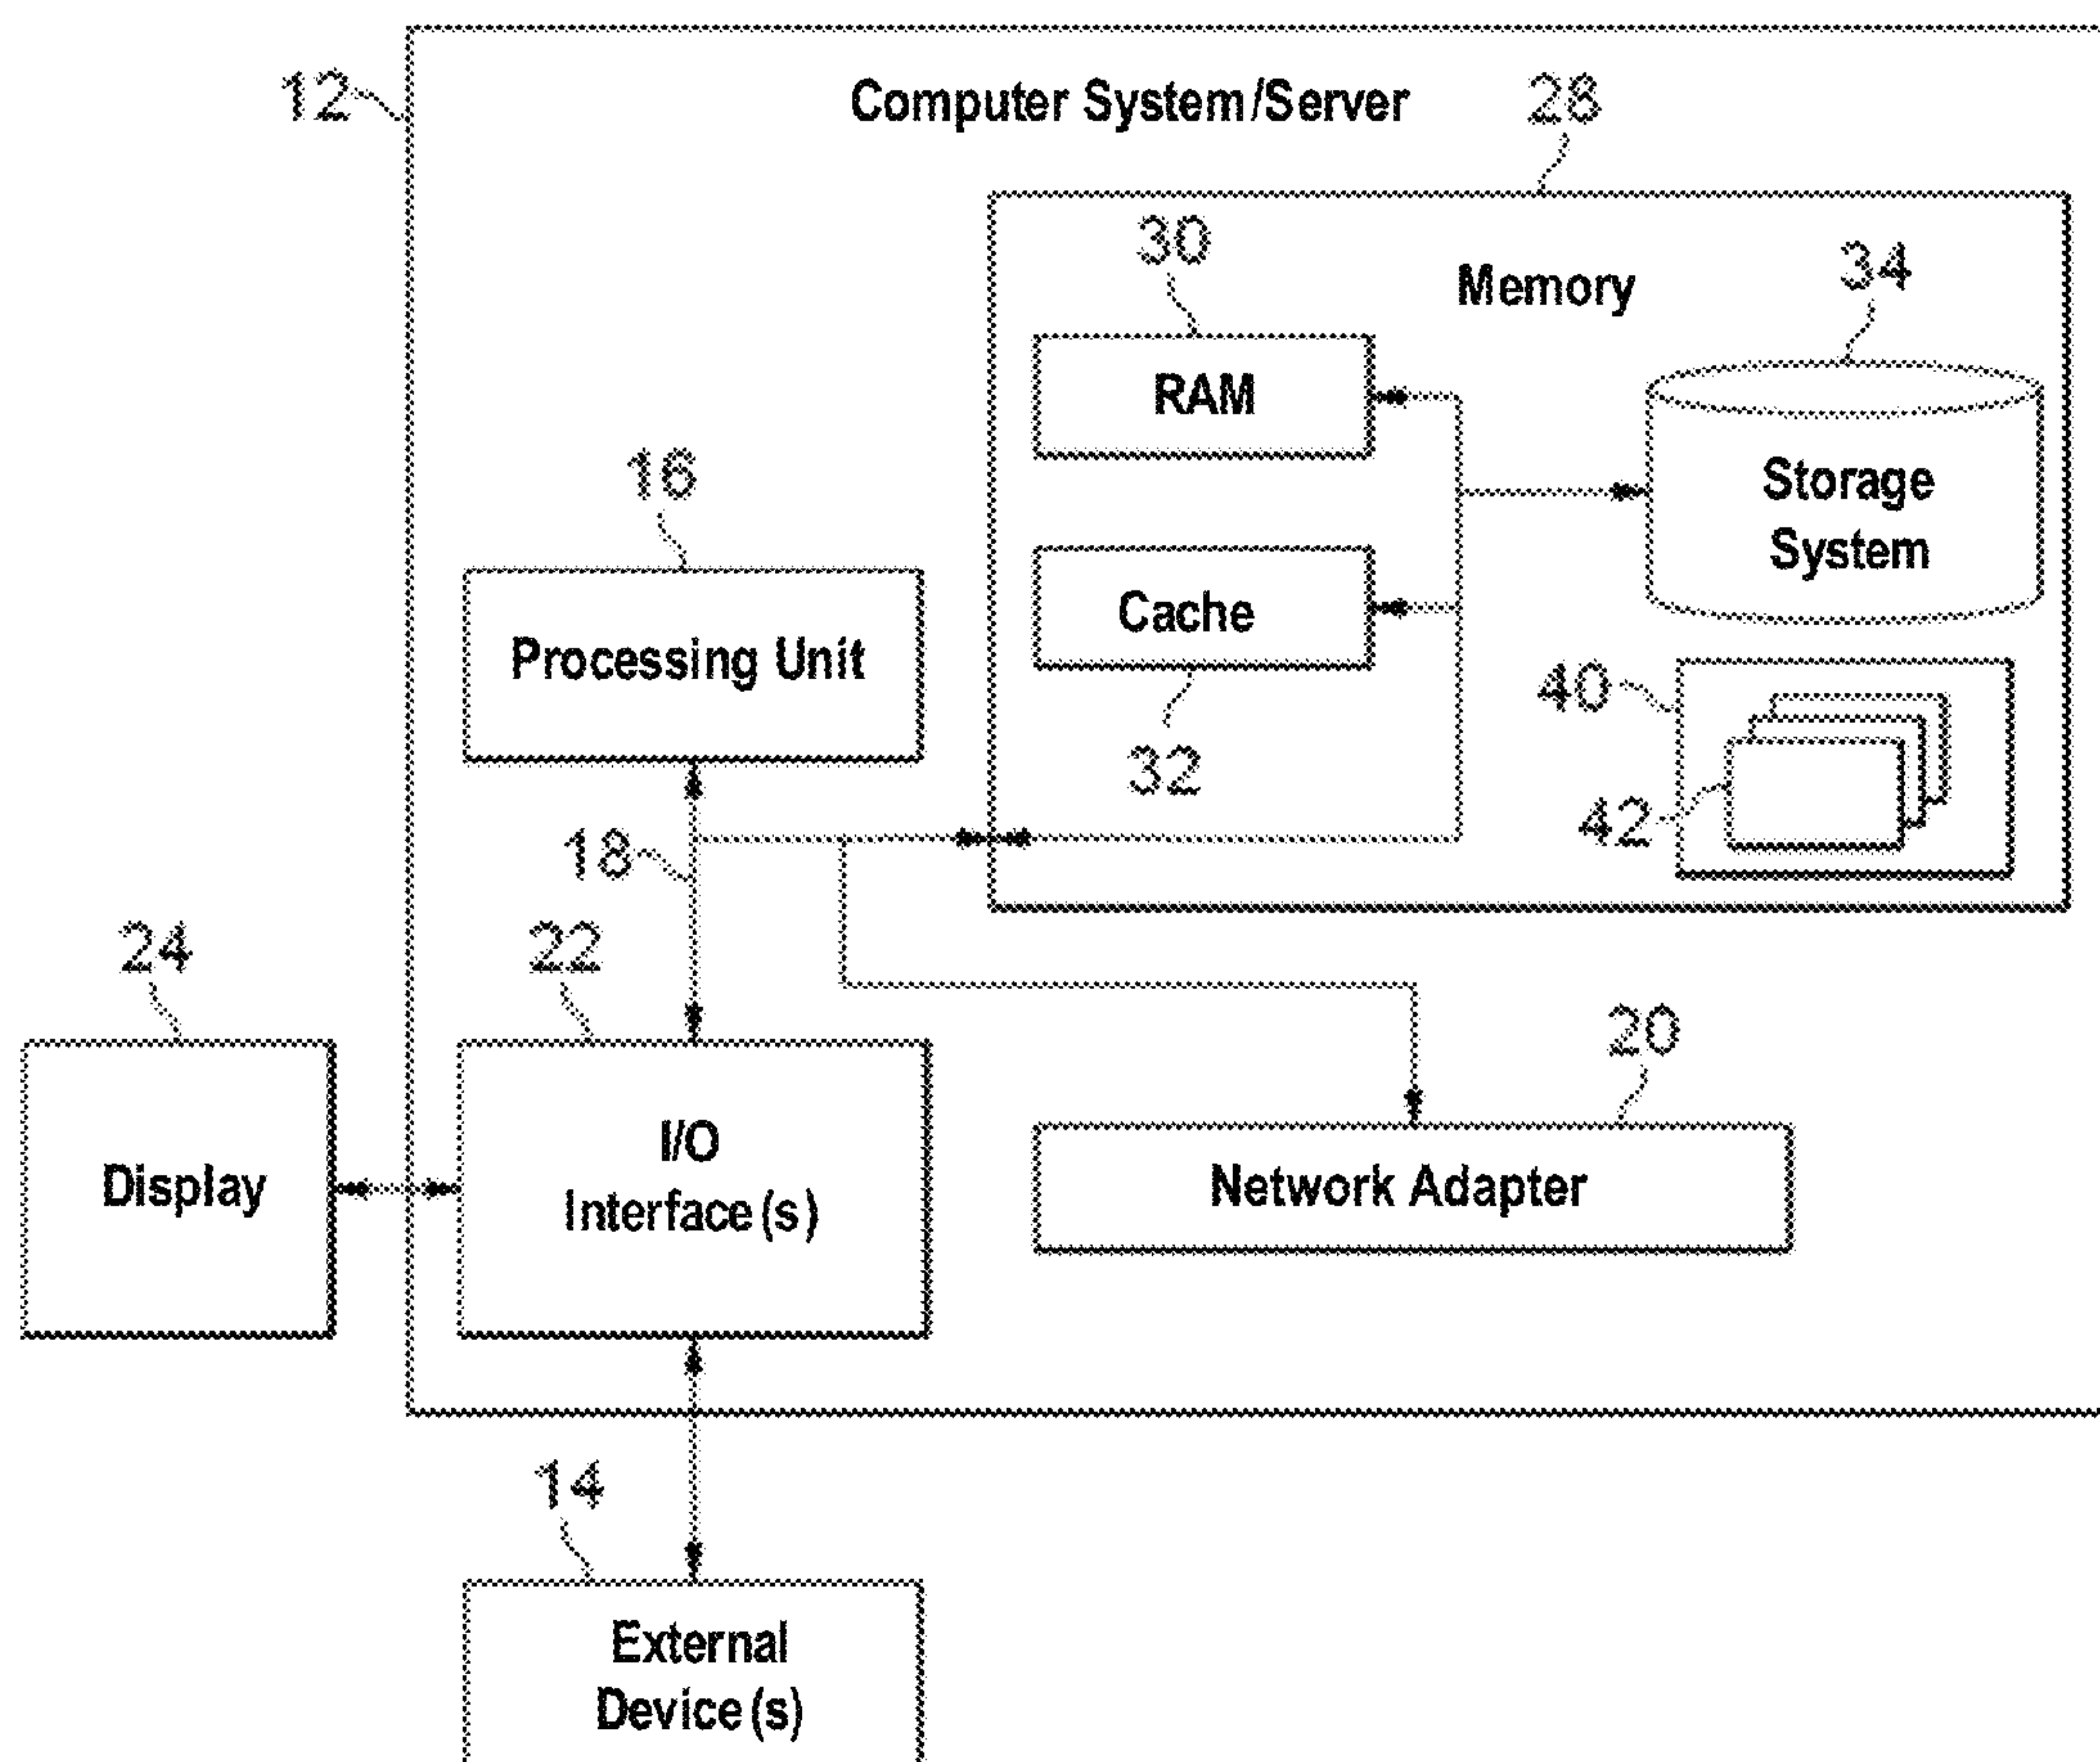 12
Computer System/Server
28
30
Memory
34
RAM
16
Storage
System
Processing Unit
Cache
32
40
42
18
24
22
20
Display
I/O
Interface(s)
Network Adapter
14
External
Device(s)